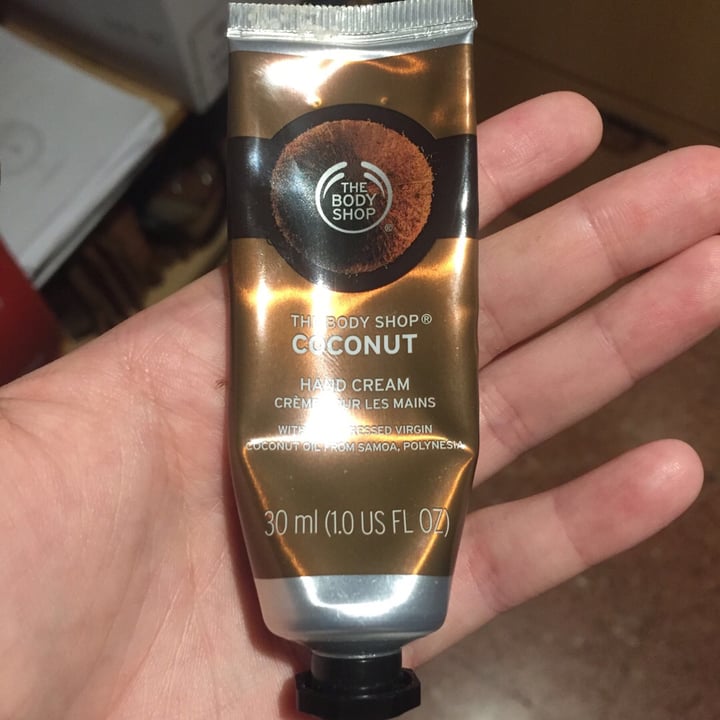 THE
BODY
SHOP
®
THE BODY SHOP®
COCONUT
HAND CREAM
CRÈME POUR LES MAINS
WITH VIRGIN
COCONUT OIL FROM SAMOA, POLYNESIA
30 ml (1.0 US FL OZ)